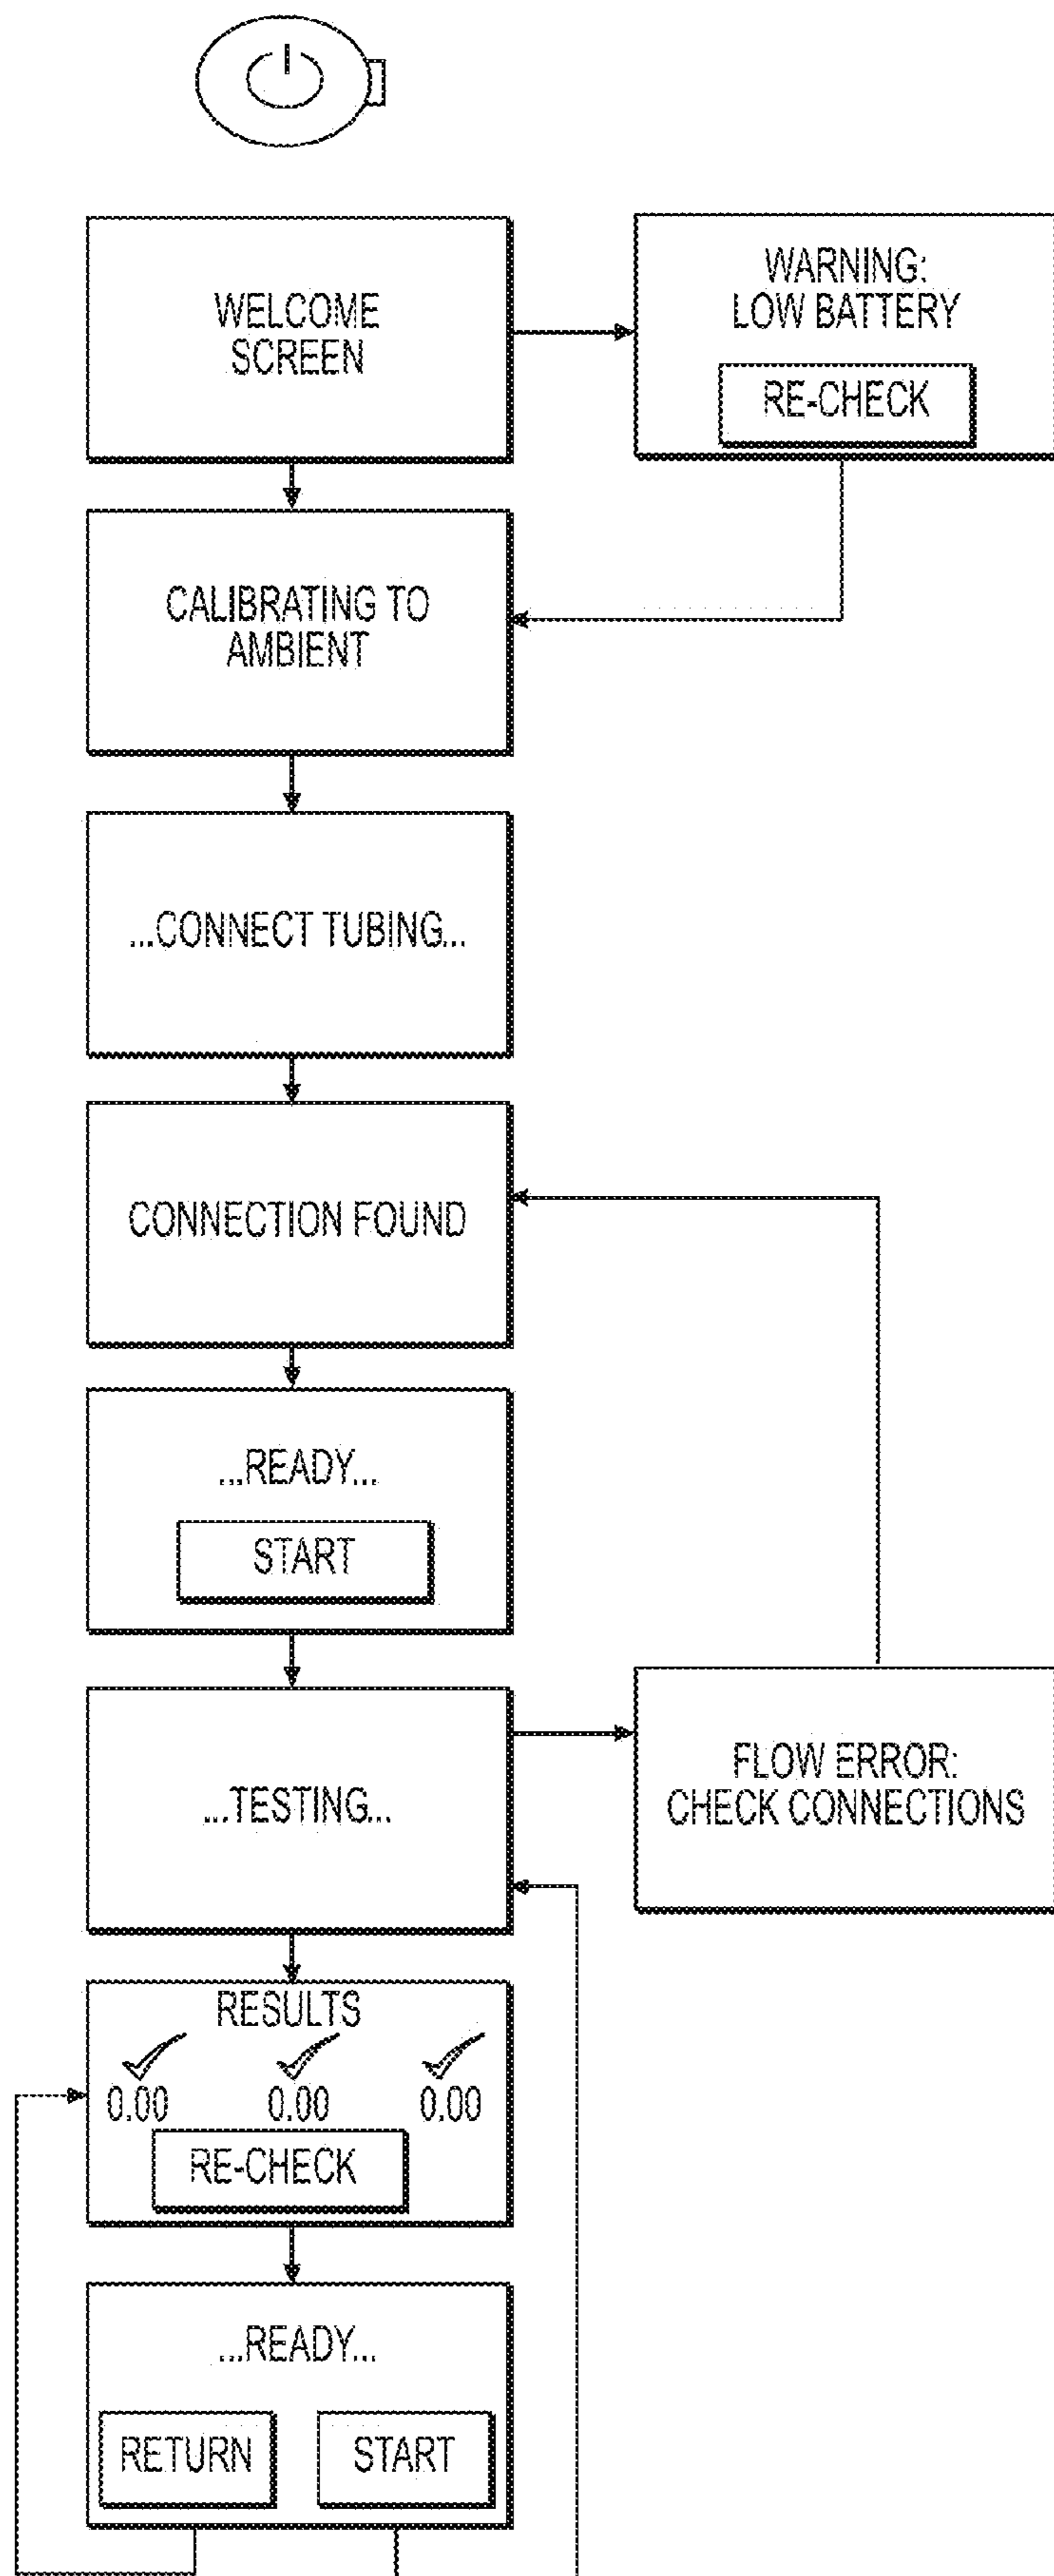 WELCOME
SCREEN
WARNING:
LOW BATTERY
RE-CHECK
CALIBRATING TO
AMBIENT
...CONNECT TUBING...
CONNECTION FOUND
...READY...
START
...TESTING...
FLOW ERROR:
CHECK CONNECTIONS
RESULTS
0.00 0.00 0.00
RE-CHECK
...READY...
RETURN START